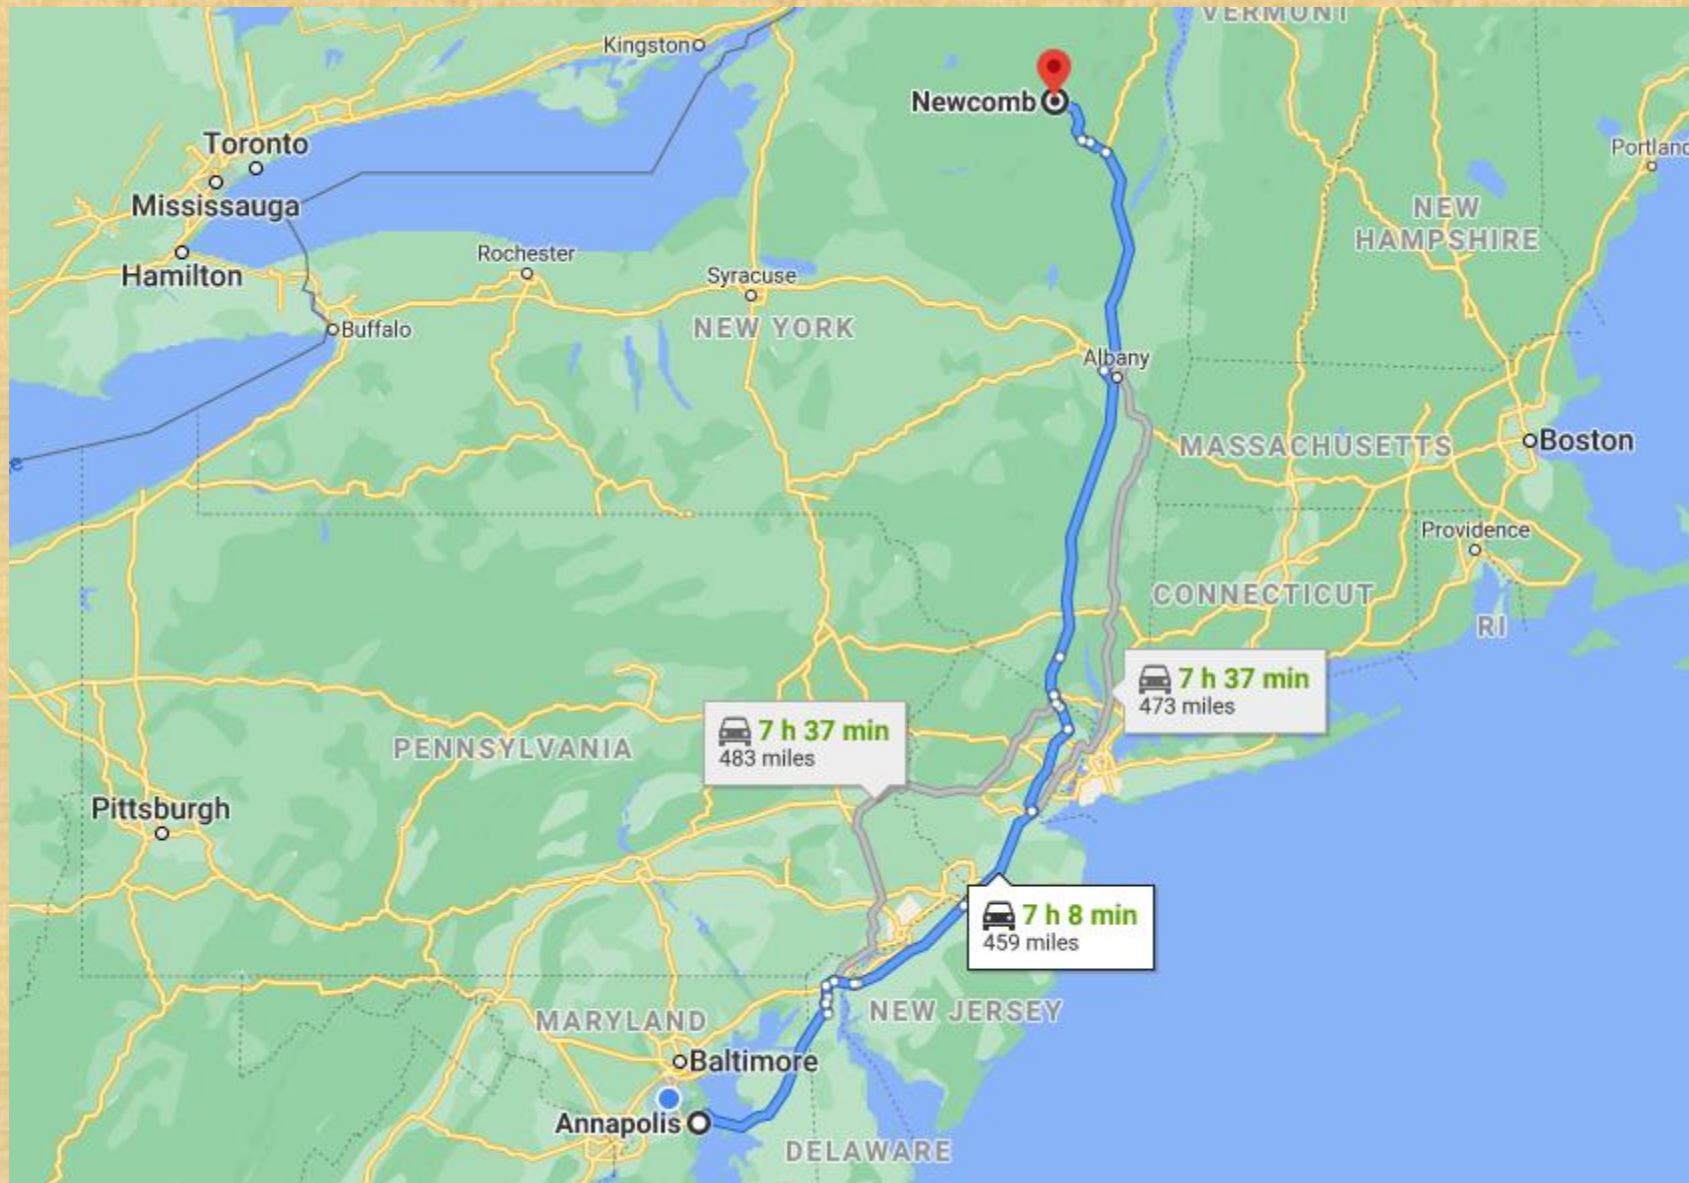 VERMONT
Kingston
Newcomb
Toronto
Portland
Mississauga
NEW
HAMPSHIRE
Rochester
Hamilton
Syracuse
Buffalo
NEW YORK
Albany
MASSACHUSETTS
Boston
Providence
CONNECTICUT
RI
7 h 37 min
473 miles
7 h 37 min
483 miles
PENNSYLVANIA
Pittsburgh
7 h 8 min
459 miles
NEW JERSEY
MARYLAND
Baltimore
Annapolis
DELAWARE